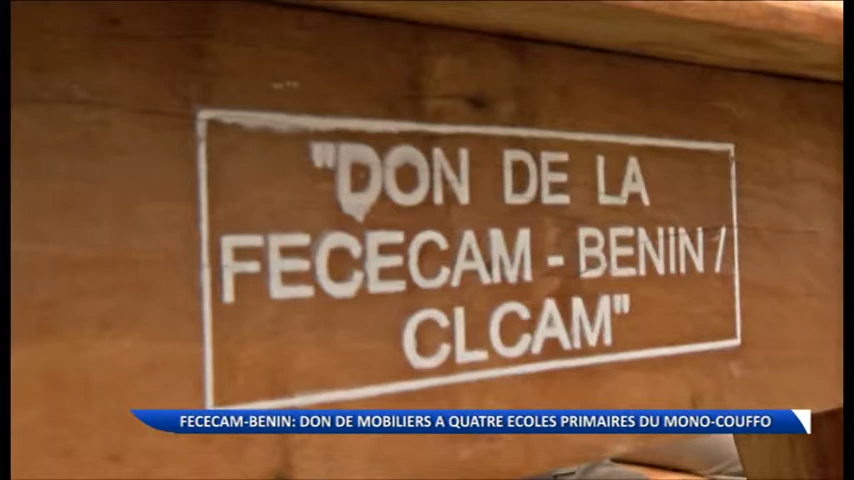 "DON DE LA
FECECAM - BENIN /
CLCAM"
FECECAM-BENIN: DON DE MOBILIERS A QUATRE ECOLES PRIMAIRES DU MONO-COUFFO